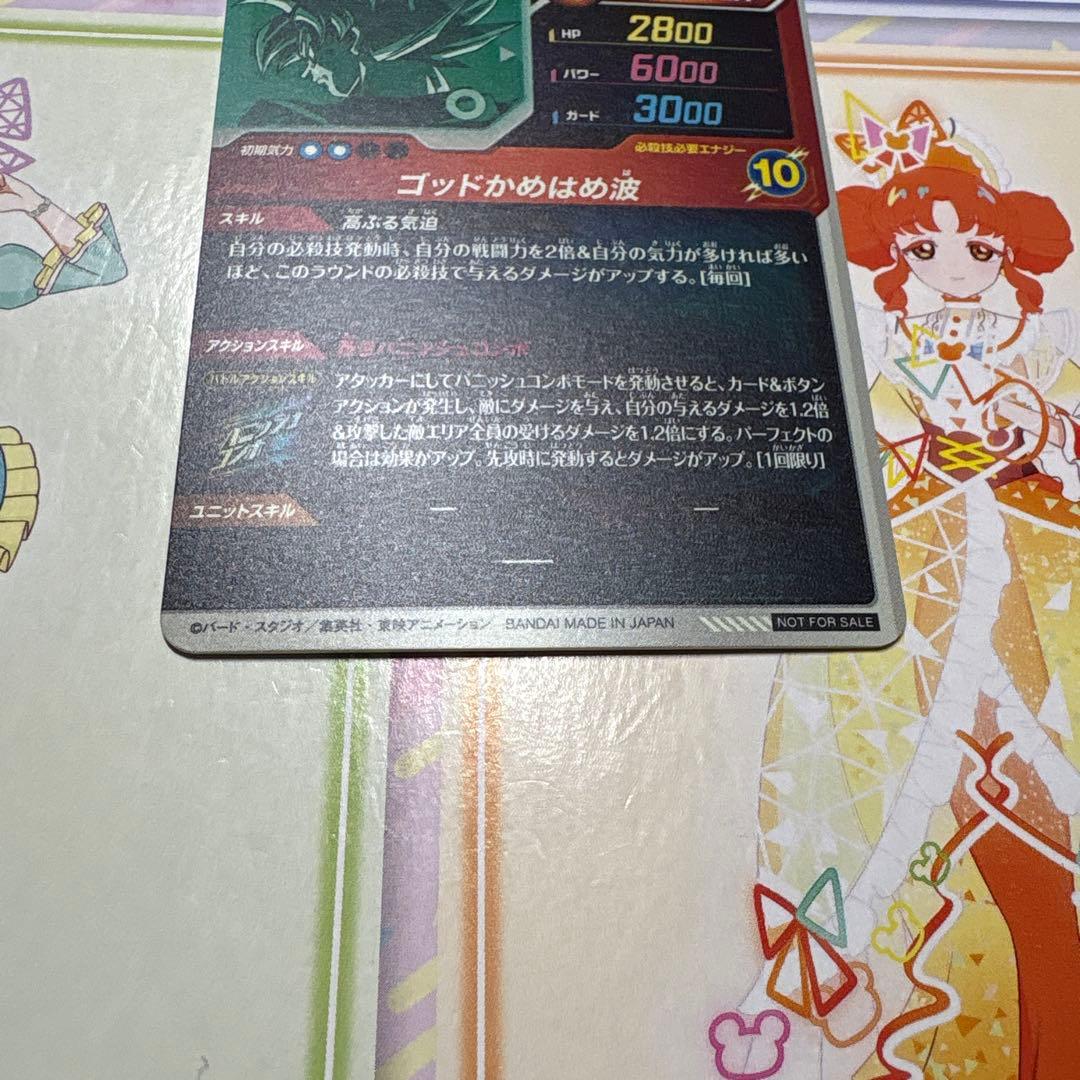 HP 2800
パワー 6000
ガード 3000
初期気力
必殺技必要エナジー
10
ゴッドかめはめ波
スキル 高ぶる気迫
自分の必殺技発動時、自分の戦闘力を2倍&自分の気力が多ければ多い
ほど、このラウンドの必殺技で与えるダメージがアップする。[毎回]
アクションスキル バニッシュコンボ
バトルアクションスキル
アタッカーにしてバニッシュコンボモードを発動させると、カード&ボタン
アクションが発生し、敵にダメージを与え、自分の与えるダメージを1.2倍
&攻撃した敵エリア全員の受けるダメージを1.2倍にする。パーフェクトの
場合は効果がアップ。先攻時に発動するとダメージがアップ。[1回限り]
ユニットスキル ー ー
ー
©バード・スタジオ/集英社・東映アニメーション BANDAI MADE IN JAPAN NOT FOR SALE